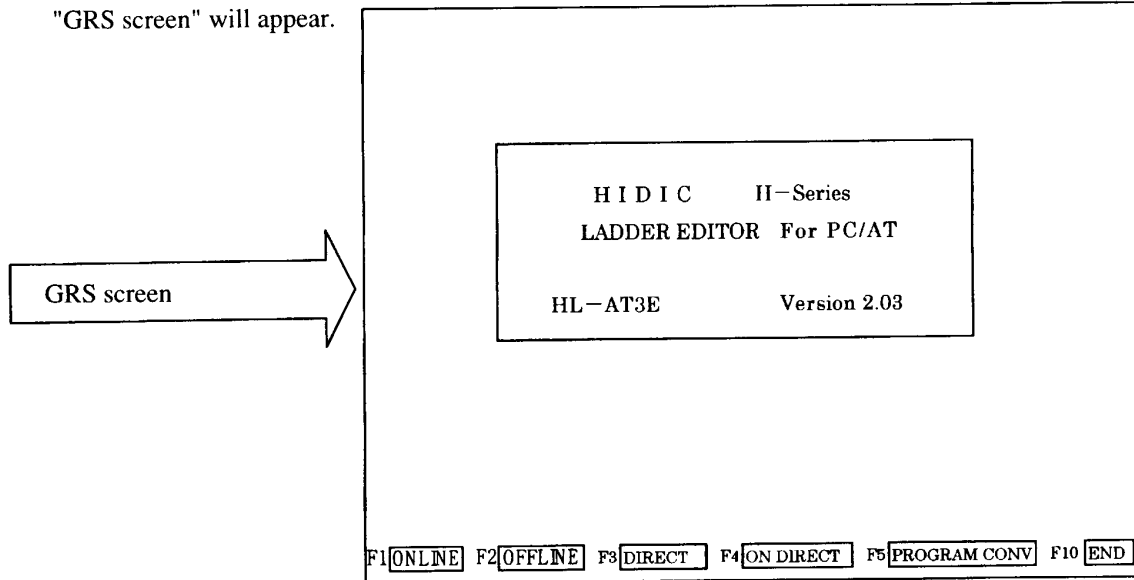 "GRS screen" will appear.
HIDIC II-Series
LADDER EDITOR For PC/AT
GRS screen
HL-AT3E Version 2.03
F1 ONLINE F2 OFFLINE F3 DIRECT F4 ON DIRECT F5 PROGRAM CONV F10 END